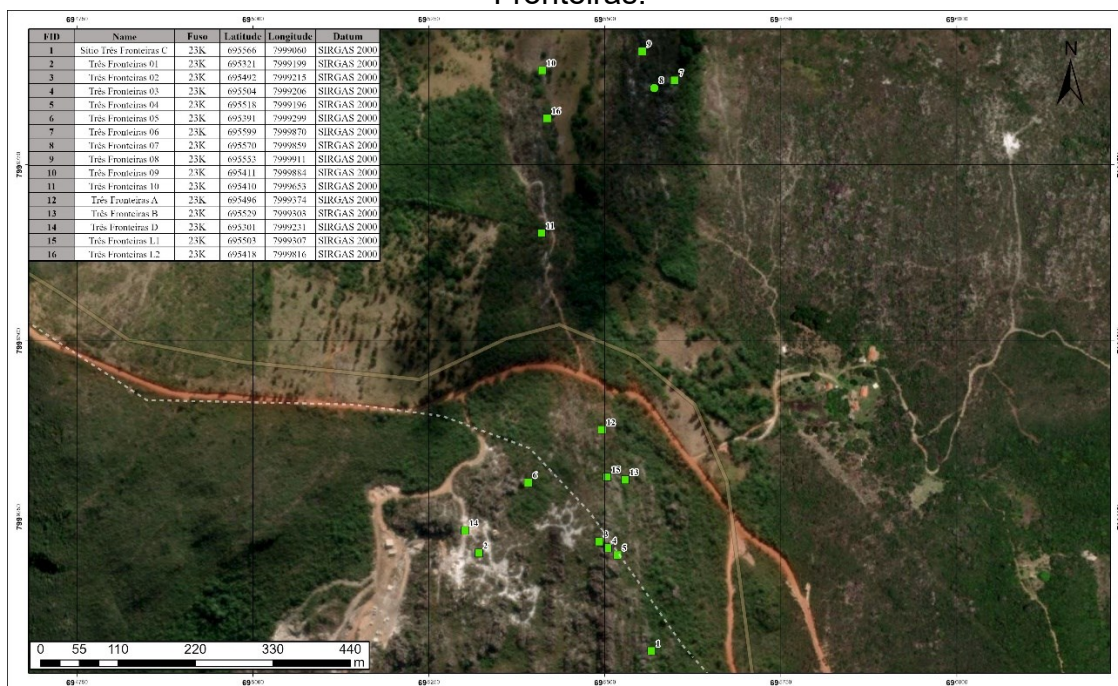 Fronteiras.
FID Name Fuso Latitude Longitude Datum
1 Sítio Três Fronteiras C 23K 695566 7999060 SIRGAS 2000
2 Três Fronteiras 01 23K 695321 7999199 SIRGAS 2000
3 Três Fronteiras 02 23K 695492 7999215 SIRGAS 2000
4 Três Fronteiras 03 23K 695504 7999206 SIRGAS 2000
5 Três Fronteiras 04 23K 695518 7999196 SIRGAS 2000
6 Três Fronteiras 05 23K 695391 7999299 SIRGAS 2000
7 Três Fronteiras 06 23K 695599 7999870 SIRGAS 2000
8 Três Fronteiras 07 23K 695570 7999859 SIRGAS 2000
9 Três Fronteiras 08 23K 695553 7999911 SIRGAS 2000
10 Três Fronteiras 09 23K 695411 7999884 SIRGAS 2000
11 Três Fronteiras 10 23K 695410 7999653 SIRGAS 2000
12 Três Fronteiras A 23K 695496 7999374 SIRGAS 2000
13 Três Fronteiras B 23K 695529 7999303 SIRGAS 2000
14 Três Fronteiras D 23K 695301 7999231 SIRGAS 2000
15 Três Fronteiras L1 23K 695503 7999307 SIRGAS 2000
16 Três Fronteiras L2 23K 695418 7999816 SIRGAS 2000
N
9
10
8
7
16
11
12
15
13
6
14
3
4
2
5
1
0 55 110 220 330 440
m